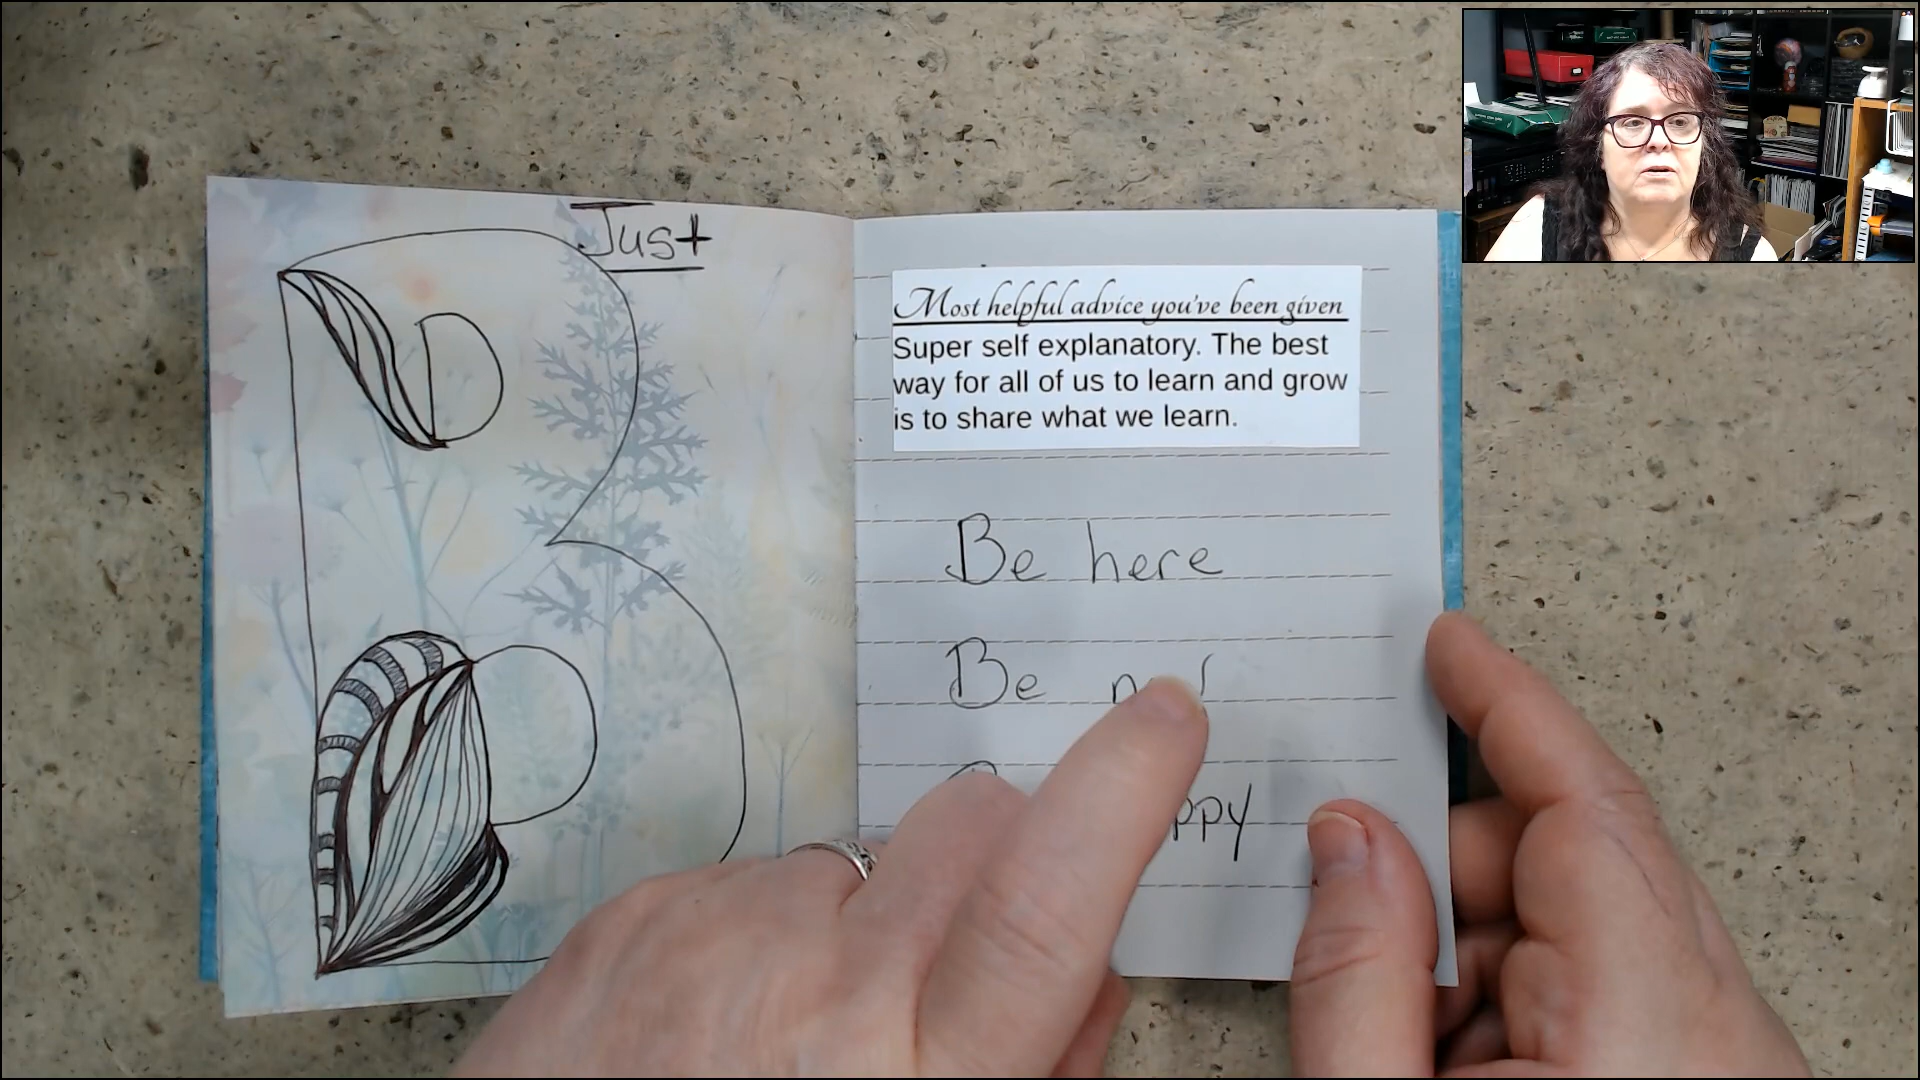 Just
Most helpful advice you've been given
Super self explanatory. The best
way for all of us to learn and grow
is to share what we learn.
Be here
Be